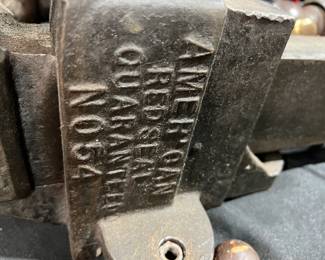 AMERICAN
RED SEAL
GUARANTEED
NO 54